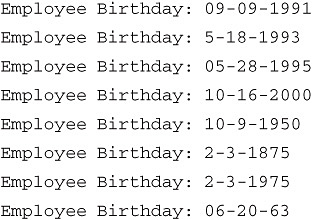 Employee Birthday: 09-09-1991
Employee Birthday: 5-18-1993
Employee Birthday: 05-28-1995
Employee Birthday: 10-16-2000
Employee Birthday: 10-9-1950
Employee Birthday: 2-3-1875
Employee Birthday: 2-3-1975
Employee Birthday: 06-20-63